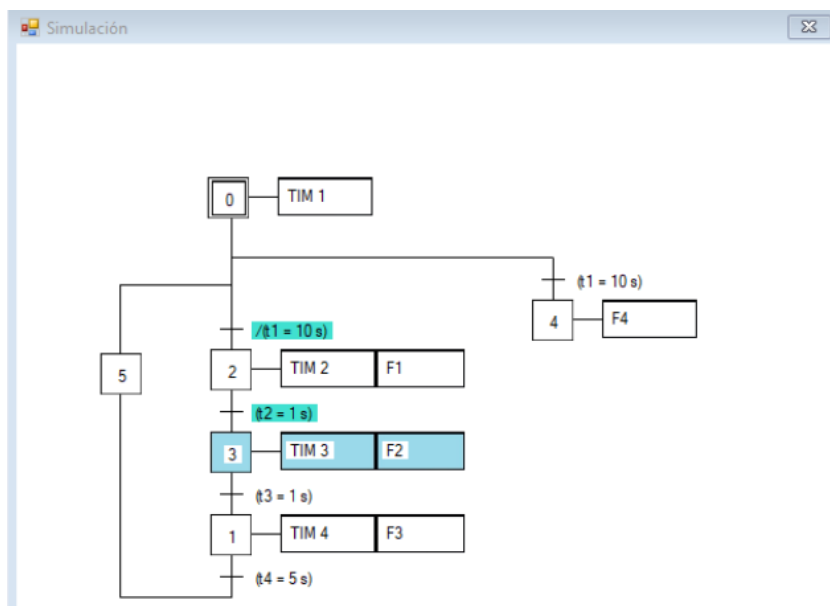 Simulación
0 TIM 1
(t1 = 10 s)
4 F4
/(t1 = 10 s)
5
2 TIM 2 F1
(t2 = 1 s)
3 TIM 3 F2
(t3 = 1 s)
1 TIM 4 F3
(t4 = 5 s)